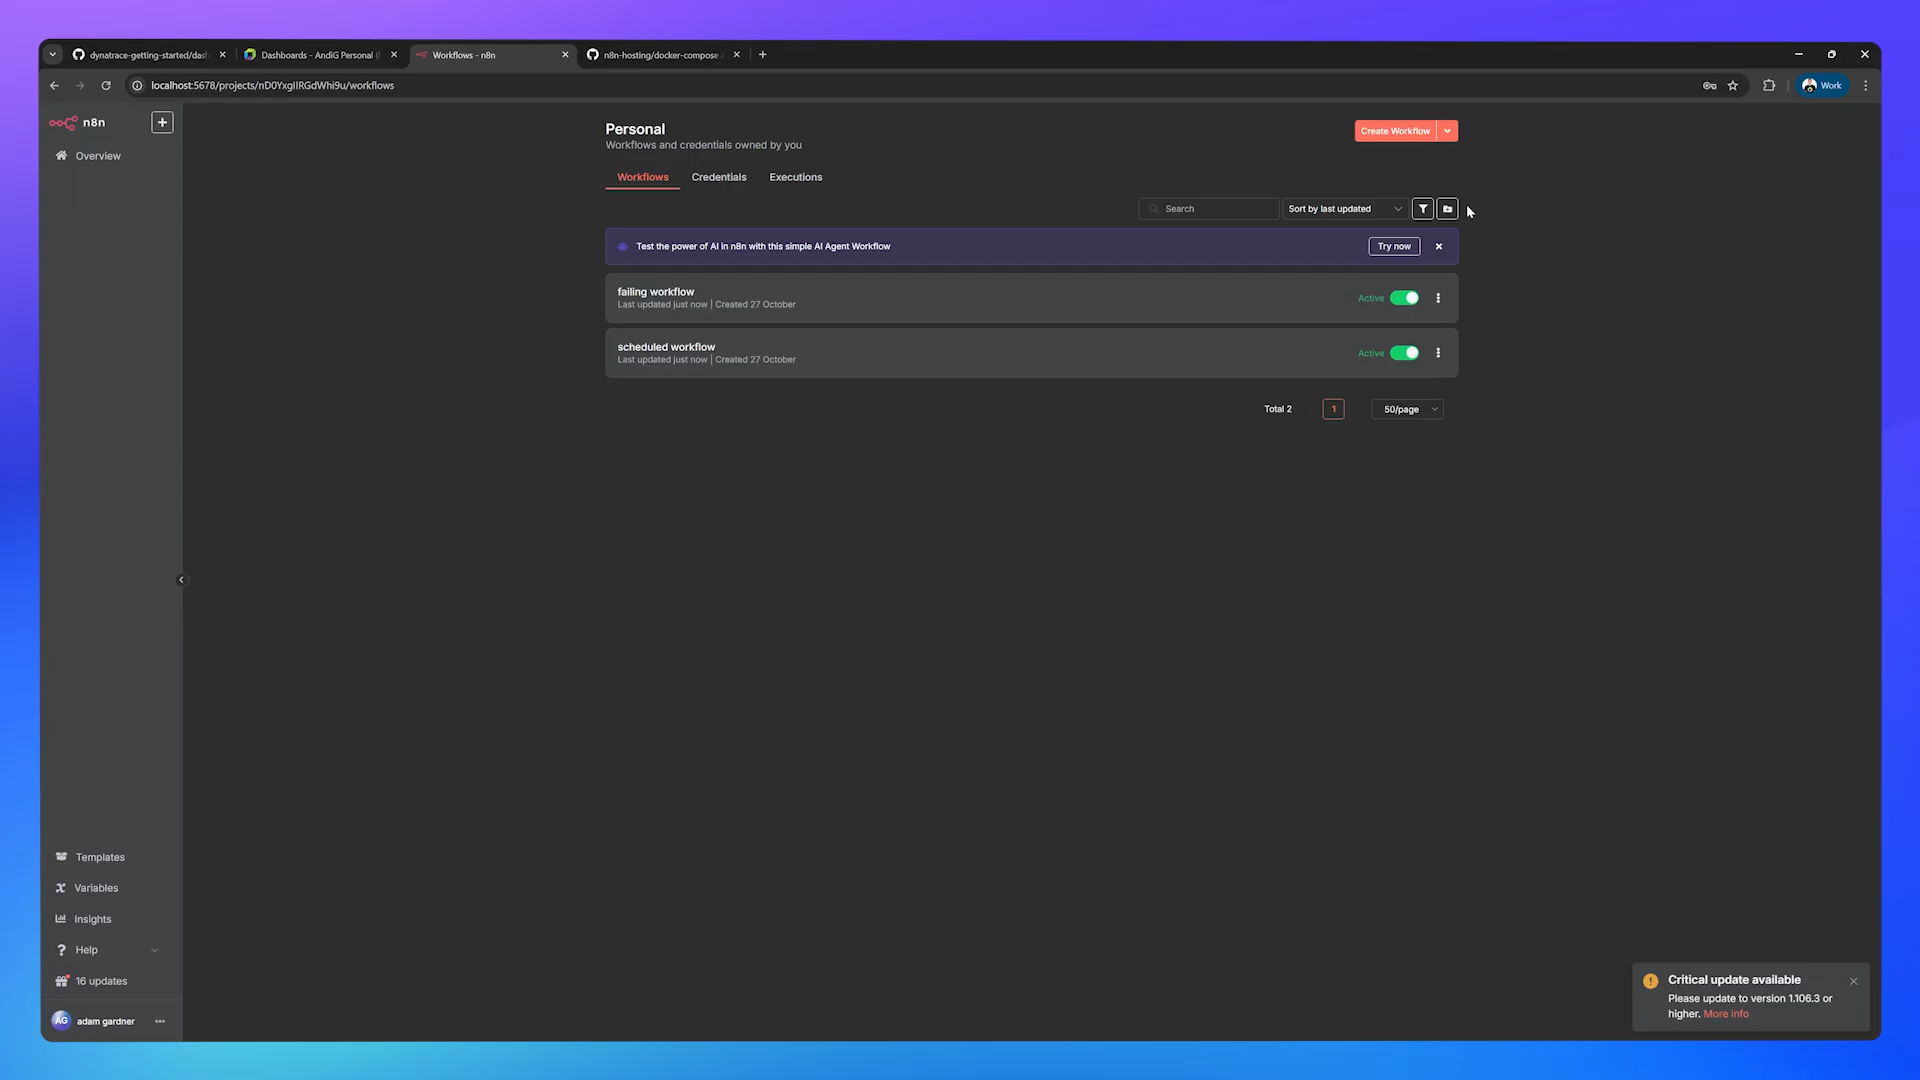 dynatrace-getting-started/das
Dashboards - AndiG Personal (
Workflows - n8n
n8n-hosting/docker-compose
localhost:5678/projects/nD0YxgIIRGdWhi9u/workflows
Work
n8n
Overview
Personal
Workflows and credentials owned by you
Create Workflow
Workflows
Credentials
Executions
Search
Sort by last updated
Test the power of AI in n8n with this simple AI Agent Workflow
Try now
failing workflow
Last updated just now | Created 27 October
Active
scheduled workflow
Last updated just now | Created 27 October
Active
Total 2
1
50/page
Templates
Variables
Insights
Help
16 updates
AG
adam gardner
Critical update available
Please update to version 1.106.3 or
higher. More info